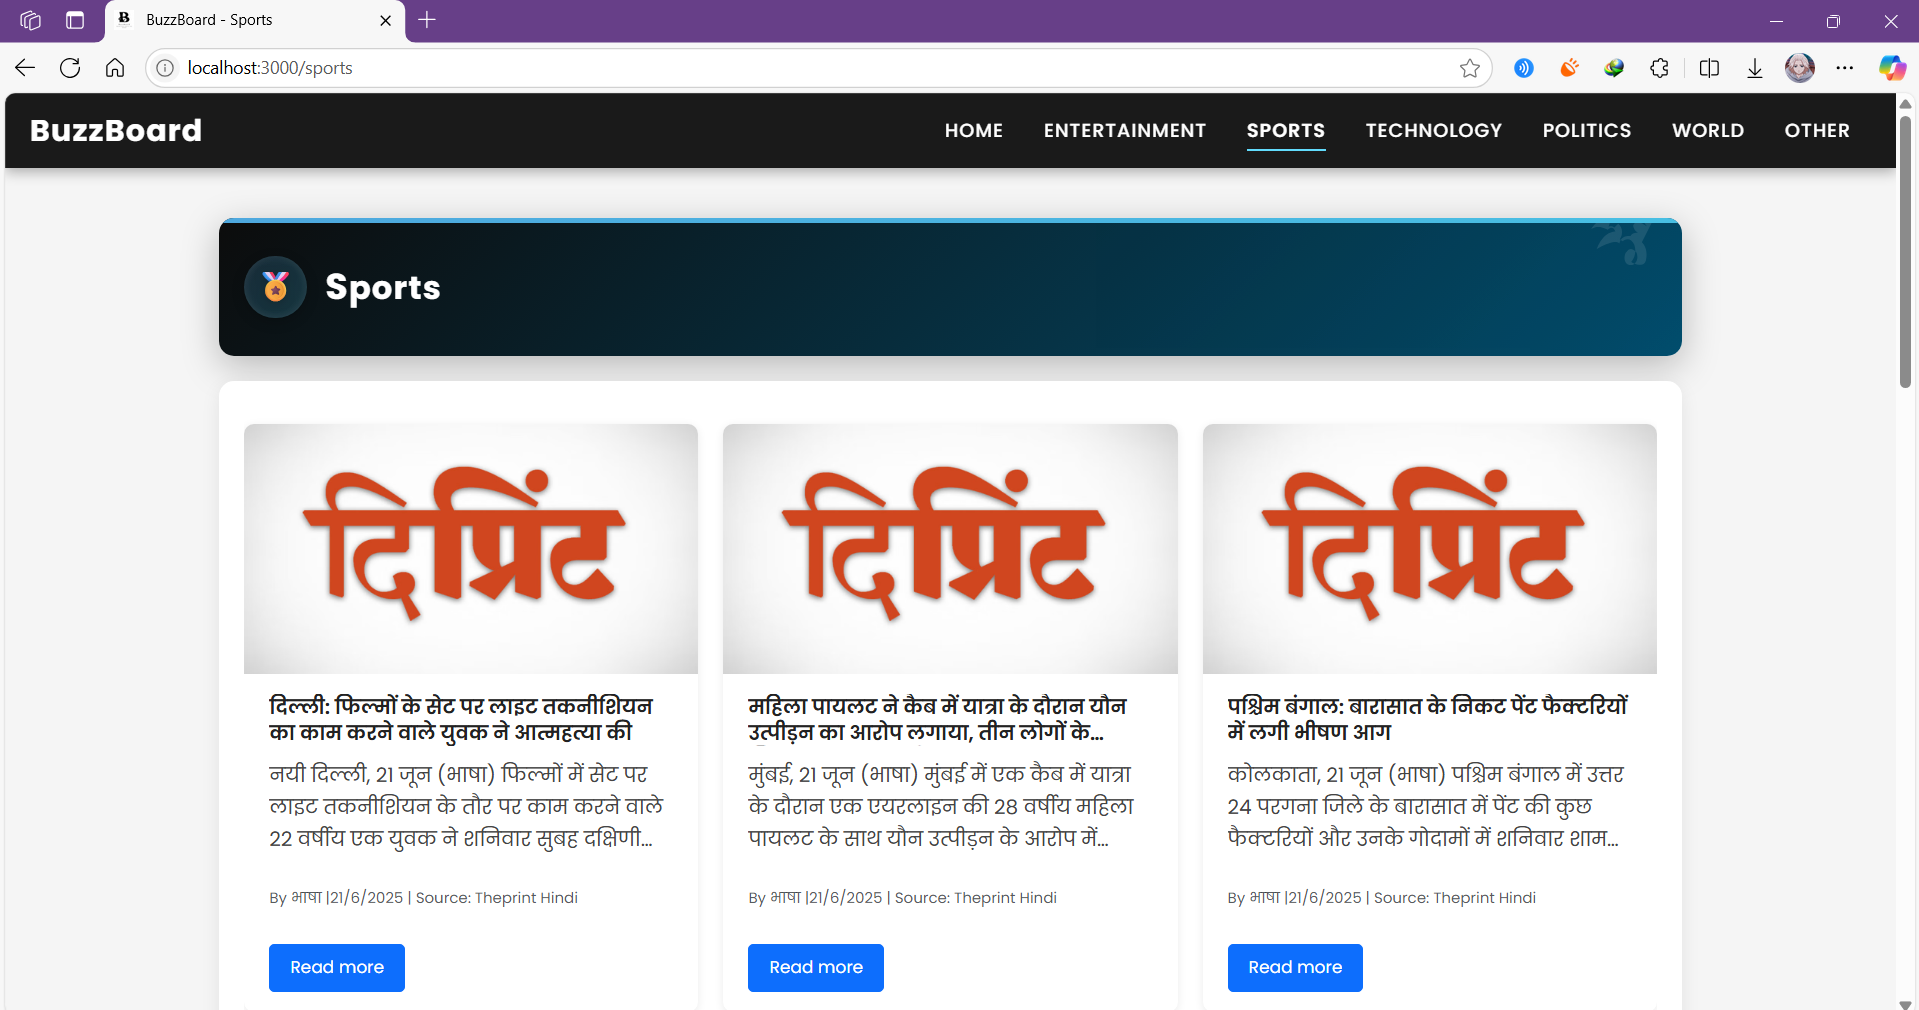 BuzzBoard - Sports
localhost:3000/sports
BuzzBoard
HOME ENTERTAINMENT SPORTS TECHNOLOGY POLITICS WORLD OTHER
Sports
दिप्रिंट
दिल्ली: फिल्मों के सेट पर लाइट तकनीशियन
का काम करने वाले युवक ने आत्महत्या की
नयी दिल्ली, 21 जून (भाषा) फिल्मों में सेट पर
लाइट तकनीशियन के तौर पर काम करने वाले
22 वर्षीय एक युवक ने शनिवार सुबह दक्षिणी...
By भाषा |21/6/2025 | Source: Theprint Hindi
Read more
दिप्रिंट
महिला पायलट ने कैब में यात्रा के दौरान यौन
उत्पीड़न का आरोप लगाया, तीन लोगों के...
मुंबई, 21 जून (भाषा) मुंबई में एक कैब में यात्रा
के दौरान एक एयरलाइन की 28 वर्षीय महिला
पायलट के साथ यौन उत्पीड़न के आरोप में...
By भाषा |21/6/2025 | Source: Theprint Hindi
Read more
दिप्रिंट
पश्चिम बंगाल: बारासात के निकट पेंट फैक्टरियों
में लगी भीषण आग
कोलकाता, 21 जून (भाषा) पश्चिम बंगाल में उत्तर
24 परगना जिले के बारासात में पेंट की कुछ
फैक्टरियों और उनके गोदामों में शनिवार शाम...
By भाषा |21/6/2025 | Source: Theprint Hindi
Read more